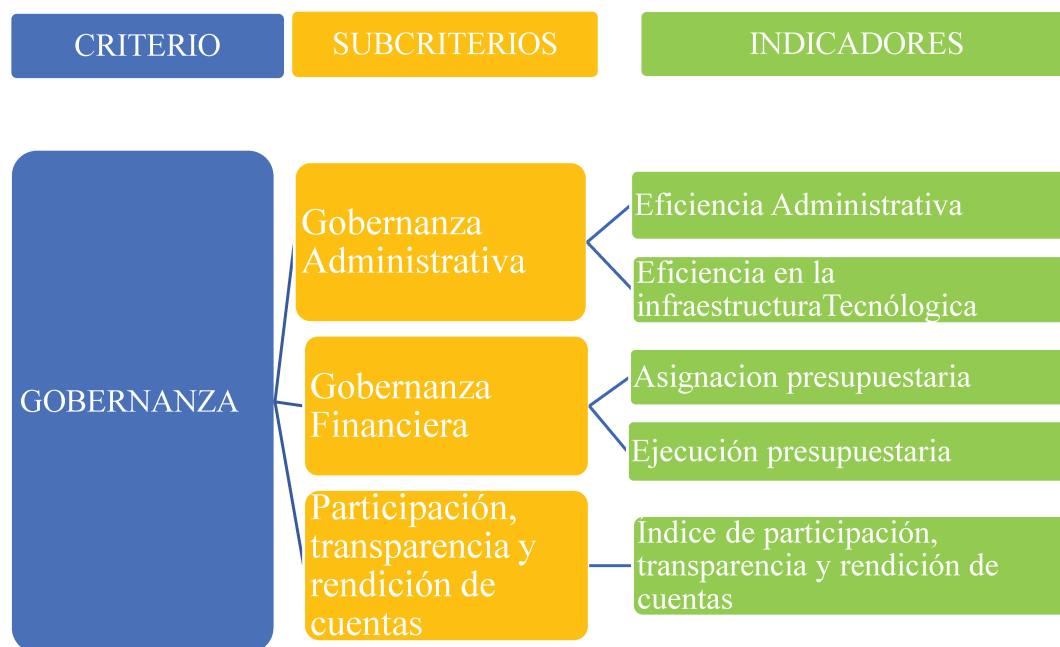 CRITERIO
SUBCRITERIOS
INDICADORES
GOBERNANZA
Gobernanza
Administrativa
Eficiencia Administrativa
Eficiencia en la
infraestructuraTecnólogica
Gobernanza
Financiera
Asignacion presupuestaria
Ejecución presupuestaria
Participación,
transparencia y
rendición de
cuentas
Índice de participación,
transparencia y rendición de
cuentas